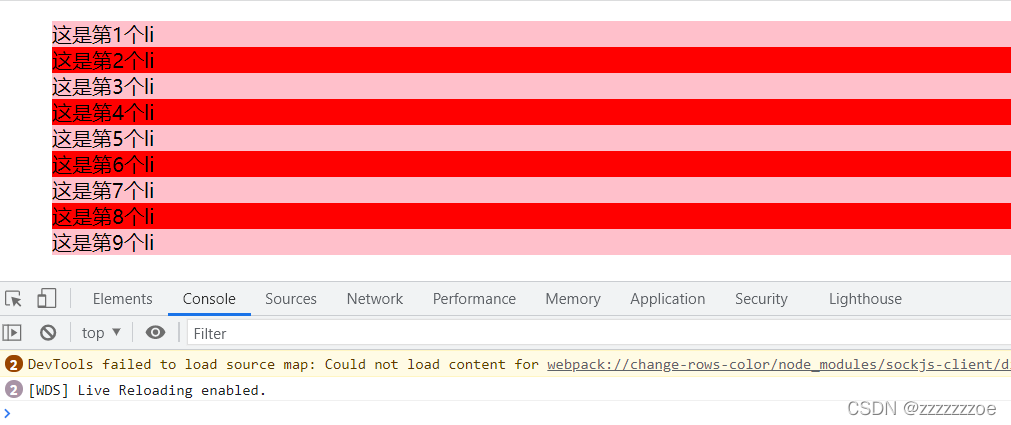 这是第1个li
这是第2个li
这是第3个li
这是第4个li
这是第5个li
这是第6个li
这是第7个li
这是第8个li
这是第9个li
Elements Console Sources Network Performance Memory Application Security Lighthouse
top ▼ Filter
2 DevTools failed to load source map: Could not load content for webpack://change-rows-color/node_modules/sockjs-client/di
2 [WDS] Live Reloading enabled.
CSDN @zzzzzzzoe